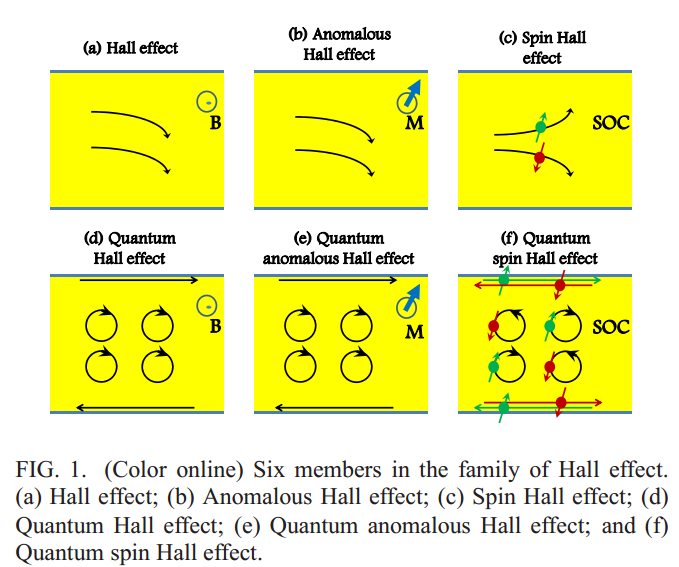 (a) Hall effect
(b) Anomalous
Hall effect
(c) Spin Hall
effect
B
M
SOC
(d) Quantum
Hall effect
(e) Quantum
anomalous Hall effect
(f) Quantum
spin Hall effect
B
M
SOC
FIG. 1. (Color online) Six members in the family of Hall effect.
(a) Hall effect; (b) Anomalous Hall effect; (c) Spin Hall effect; (d)
Quantum Hall effect; (e) Quantum anomalous Hall effect; and (f)
Quantum spin Hall effect.